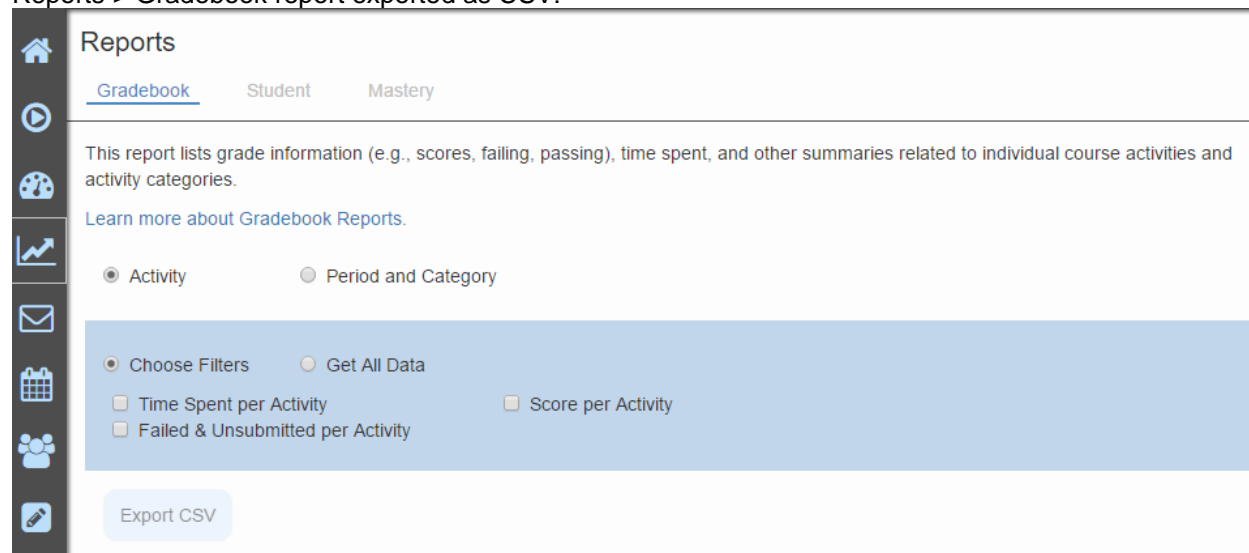 Reports > Gradebook report exported as CSV.
Reports
Gradebook Student Mastery
This report lists grade information (e.g., scores, failing, passing), time spent, and other summaries related to individual course activities and
activity categories.
Learn more about Gradebook Reports.
Activity Period and Category
Choose Filters Get All Data
Time Spent per Activity Score per Activity
Failed & Unsubmitted per Activity
Export CSV